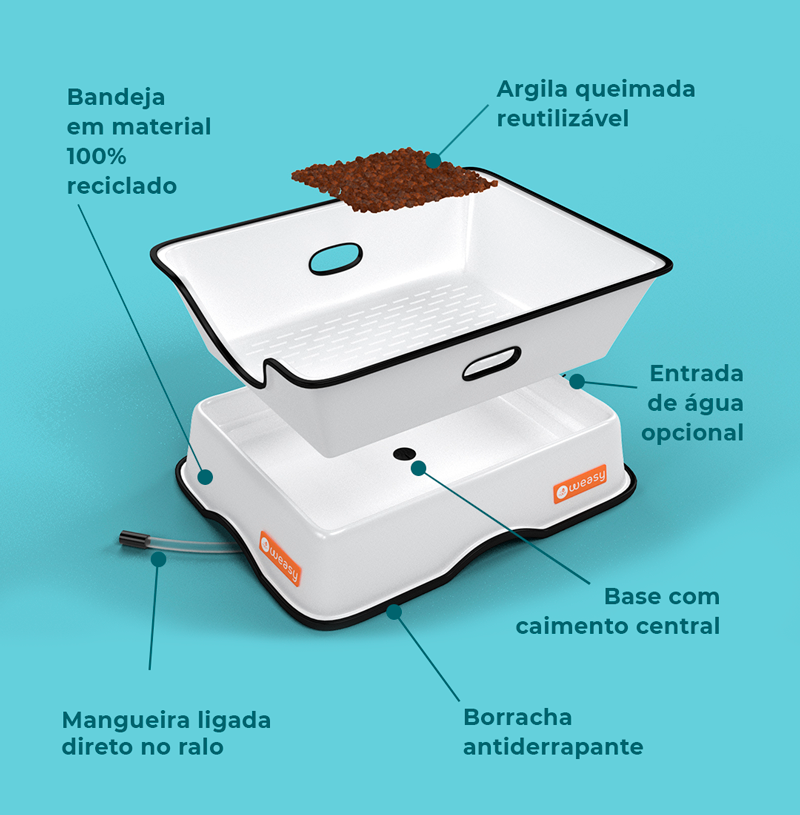 Bandeja
em material
100%
reciclado
Argila queimada
reutilizável
Entrada
de água
opcional
weasy
weasy
Base com
caimento central
Mangueira ligada
direto no ralo
Borracha
antiderrapante